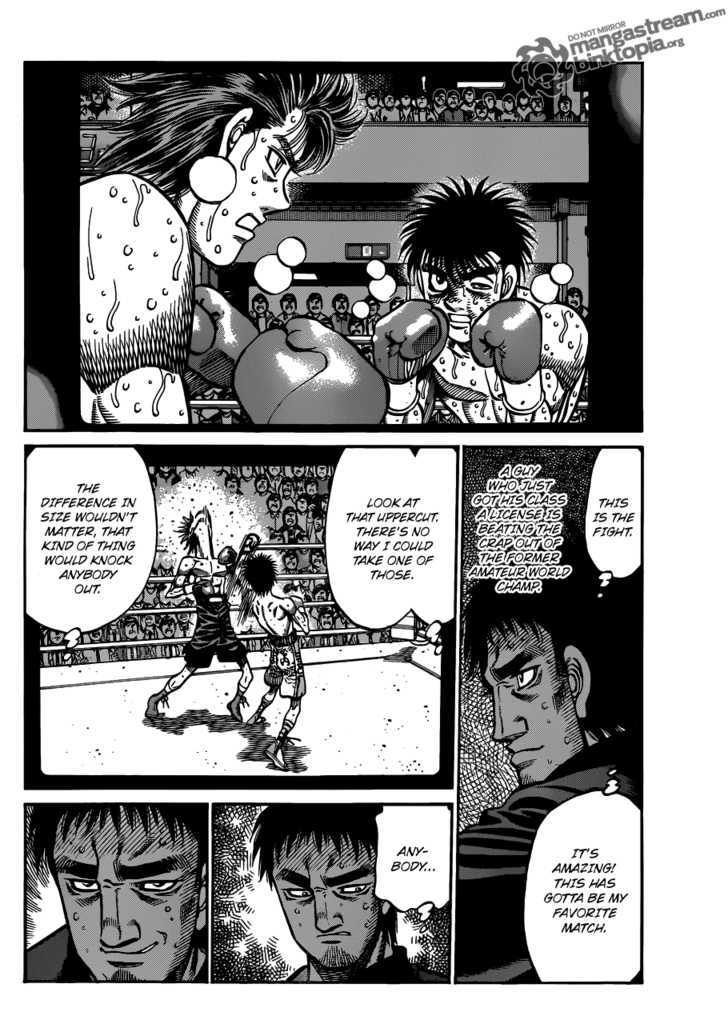 DO NOT MIRROR
mangastream.com
binktopia.org
THIS
IS THE
FIGHT.
A GUY
WHO JUST
GOT HIS CLASS
A LICENSE IS
BEATING THE
CRAP OUT OF
THE FORMER
AMATEUR WORLD
CHAMP.
IT'S
AMAZING!
THIS HAS
GOTTA BE MY
FAVORITE
MATCH.
LOOK AT
THAT UPPERCUT.
THERE'S NO
WAY I COULD
TAKE ONE OF
THOSE.
THE
DIFFERENCE IN
SIZE WOULDN'T
MATTER, THAT
KIND OF THING
WOULD KNOCK
ANYBODY
OUT.
ANY-
BODY...